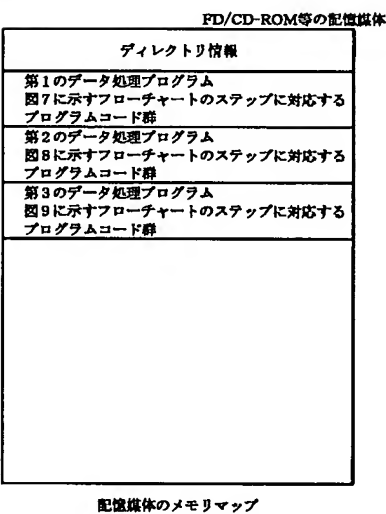 FD/CD-ROM等の記憶媒体
ディレクトリ情報
第1のデータ処理プログラム
図7に示すフローチャートのステップに対応する
プログラムコード群
第2のデータ処理プログラム
図8に示すフローチャートのステップに対応する
プログラムコード群
第3のデータ処理プログラム
図9に示すフローチャートのステップに対応する
プログラムコード群
記憶媒体のメモリマップ